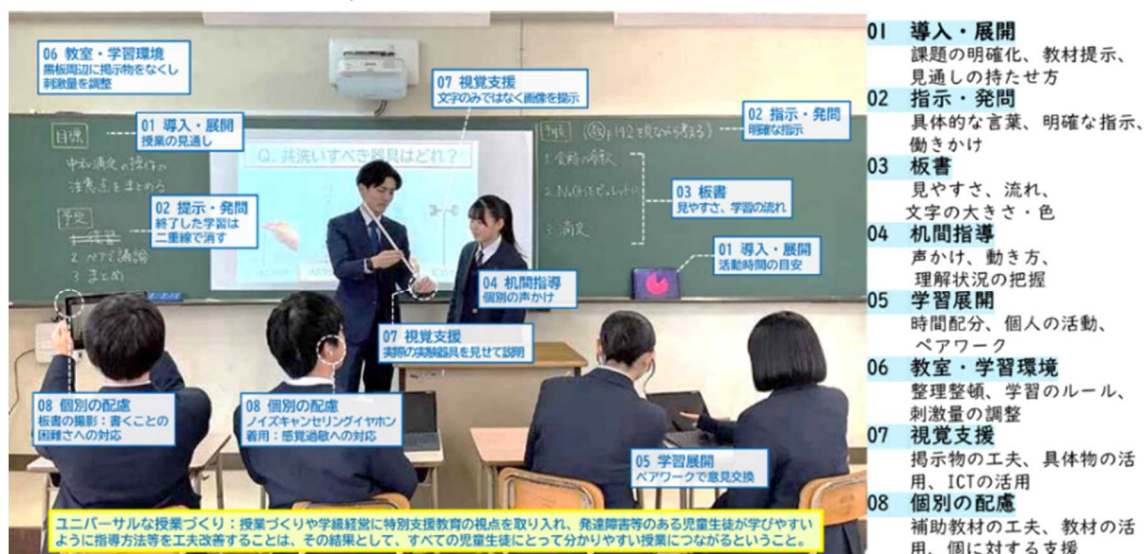 06 教室・学習環境
黒板周辺に掲示物をなくし
刺激量を調整
07 視覚支援
文字のみではなく画像を提示
01 導入・展開
授業の見通し
02 指示・発問
明確な指示
目標
中和滴定の操作の
注意点をまとめる
Q. 共洗いすべき器具はどれ?
02 提示・発問
終了した学習は
二重線で消す
03 板書
見やすさ、学習の流れ
予定
2 ペアで議論
3 まとめ
3. 滴定
01 導入・展開
活動時間の目安
04 机間指導
個別の声かけ
07 視覚支援
実際の実験器具を見せて説明
08 個別の配慮
板書の撮影:書くことの
困難さへの対応
08 個別の配慮
ノイズキャンセリングイヤホン
着用:感覚過敏への対応
05 学習展開
ペアワークで意見交換
ユニバーサルな授業づくり:授業づくりや学級経営に特別支援教育の視点を取り入れ、発達障害等のある児童生徒が学びやすい
ように指導方法等を工夫改善することは、その結果として、すべての児童生徒にとって分かりやすい授業につながるということ。
01 導入・展開
課題の明確化、教材提示、
見通しの持たせ方
02 指示・発問
具体的な言葉、明確な指示、
働きかけ
03 板書
見やすさ、流れ、
文字の大きさ・色
04 机間指導
声かけ、動き方、
理解状況の把握
05 学習展開
時間配分、個人の活動、
ペアワーク
06 教室・学習環境
整理整頓、学習のルール、
刺激量の調整
07 視覚支援
掲示物の工夫、具体物の活
用、ICTの活用
08 個別の配慮
補助教材の工夫、教材の活
用、個に対する支援